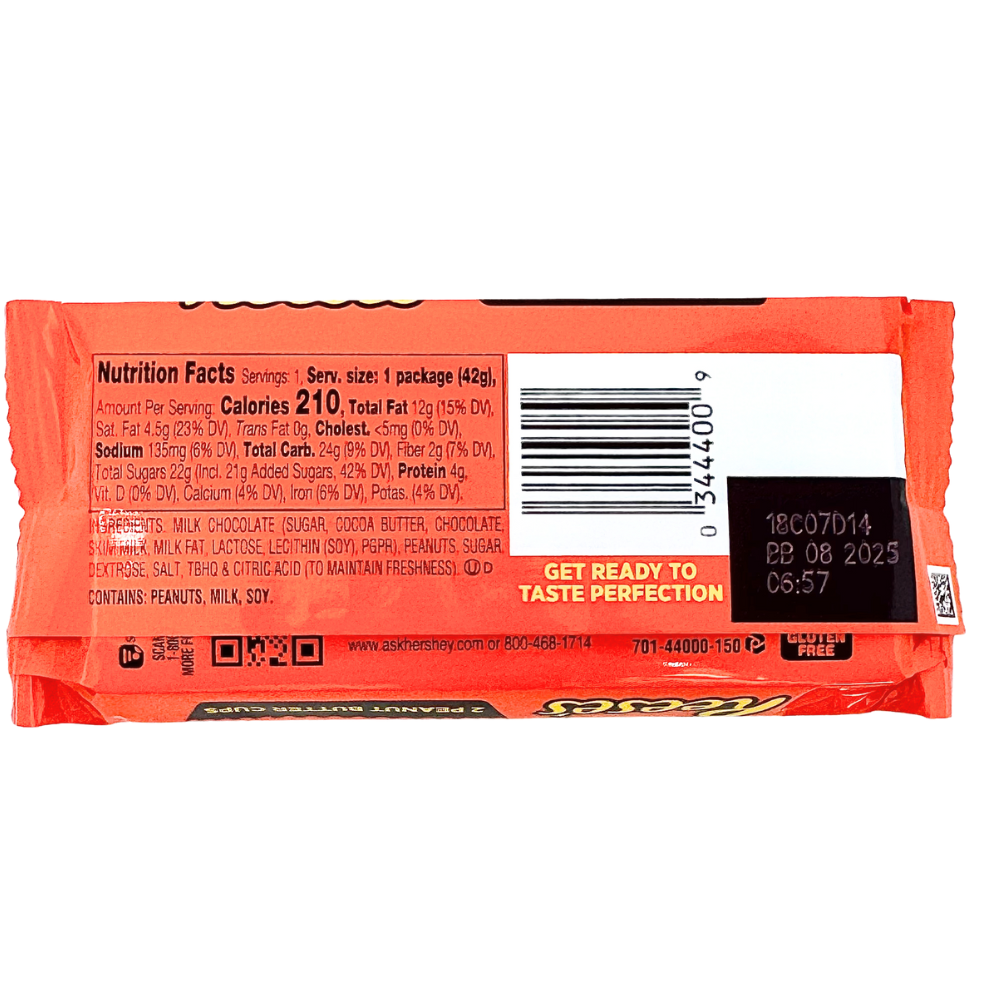 Nutrition Facts Servings: 1, Serv. size: 1 package (42g),
Amount Per Serving: Calories 210, Total Fat 12g (15% DV),
Sat. Fat 4.5g (23% DV), Trans Fat 0g, Cholest. <5mg (0% DV),
Sodium 135mg (6% DV), Total Carb. 24g (9% DV), Fiber 2g (7% DV),
Total Sugars 22g (Incl. 21g Added Sugars, 42% DV), Protein 4g,
Vit. D (0% DV), Calcium (4% DV), Iron (6% DV), Potas. (4% DV).
INGREDIENTS: MILK CHOCOLATE (SUGAR, COCOA BUTTER, CHOCOLATE,
SKIM MILK, MILK FAT, LACTOSE, LECITHIN (SOY), PGPR), PEANUTS, SUGAR,
DEXTROSE, SALT, TBHQ & CITRIC ACID (TO MAINTAIN FRESHNESS). U D
CONTAINS: PEANUTS, MILK, SOY.
0 344400 9
GET READY TO
TASTE PERFECTION
18C07D14
BB 08 2025
06:57
SCAN
1-800
MORE
www.askhershey.com or 800-468-1714
701-44000-150
GLUTEN
FREE
2 PEANUT BUTTER CUPS
Reese's